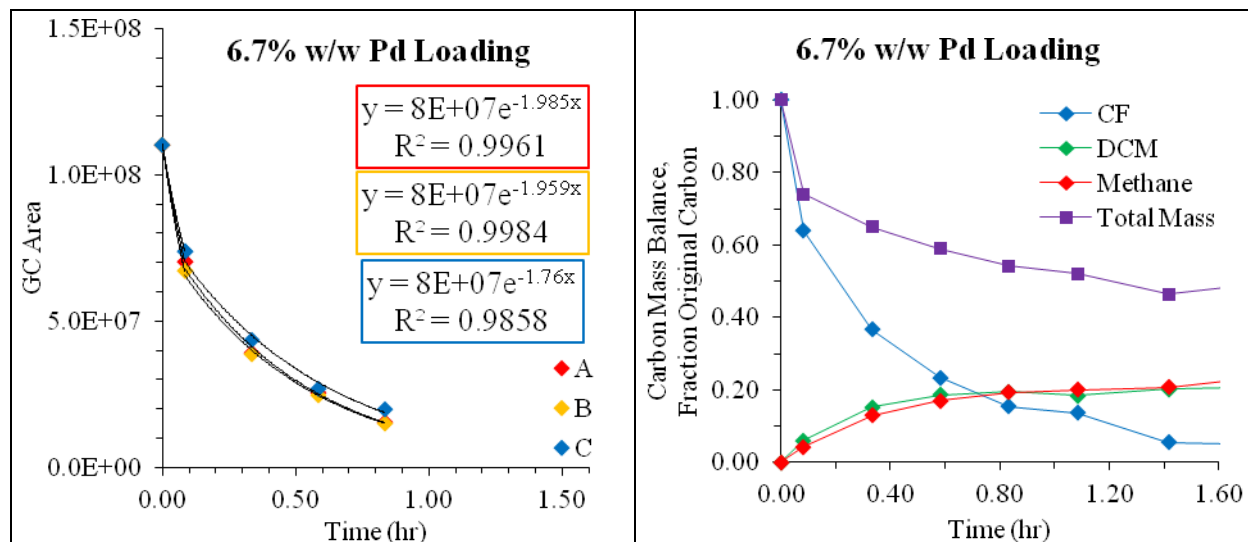 6.7% w/w Pd Loading
1.5E+08
1.0E+08
5.0E+07
0.0E+00
GC Area
y = 8E+07e^-1.985x
R² = 0.9961
y = 8E+07e^-1.959x
R² = 0.9984
y = 8E+07e^-1.76x
R² = 0.9858
A
B
C
0.00 0.50 1.00 1.50
Time (hr)
6.7% w/w Pd Loading
1.00
0.80
0.60
0.40
0.20
0.00
Carbon Mass Balance,
Fraction Original Carbon
CF
DCM
Methane
Total Mass
0.00 0.40 0.80 1.20 1.60
Time (hr)